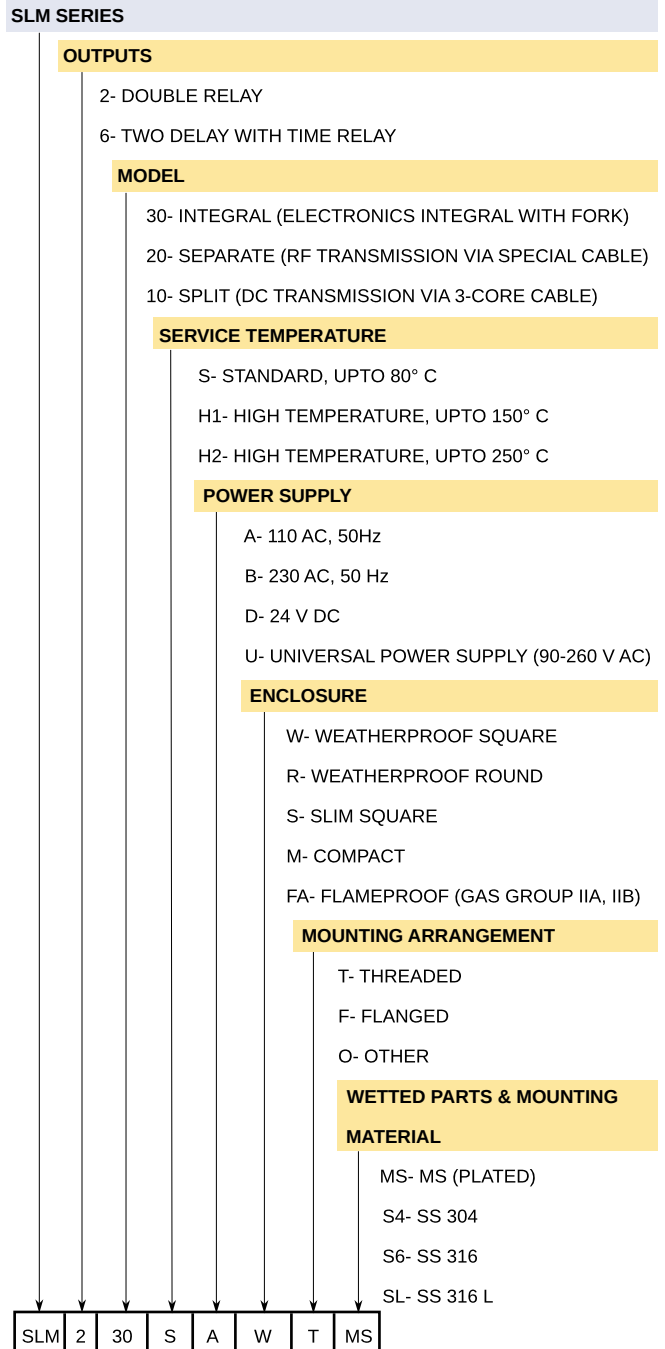 SLM SERIES
OUTPUTS
2- DOUBLE RELAY
6- TWO DELAY WITH TIME RELAY
MODEL
30- INTEGRAL (ELECTRONICS INTEGRAL WITH FORK)
20- SEPARATE (RF TRANSMISSION VIA SPECIAL CABLE)
10- SPLIT (DC TRANSMISSION VIA 3-CORE CABLE)
SERVICE TEMPERATURE
S- STANDARD, UPTO 80° C
H1- HIGH TEMPERATURE, UPTO 150° C
H2- HIGH TEMPERATURE, UPTO 250° C
POWER SUPPLY
A- 110 AC, 50Hz
B- 230 AC, 50 Hz
D- 24 V DC
U- UNIVERSAL POWER SUPPLY (90-260 V AC)
ENCLOSURE
W- WEATHERPROOF SQUARE
R- WEATHERPROOF ROUND
S- SLIM SQUARE
M- COMPACT
FA- FLAMEPROOF (GAS GROUP IIA, IIB)
MOUNTING ARRANGEMENT
T- THREADED
F- FLANGED
O- OTHER
WETTED PARTS & MOUNTING
MATERIAL
MS- MS (PLATED)
S4- SS 304
S6- SS 316
SL- SS 316 L
SLM 2 30 S A W T MS